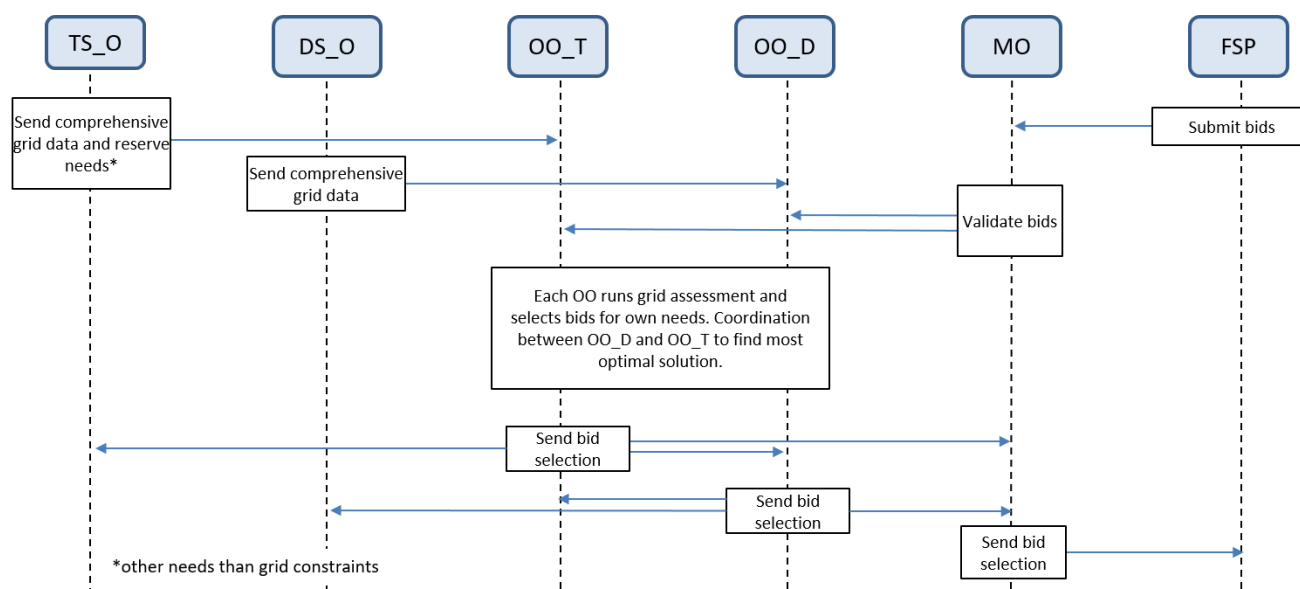 TS_O
DS_O
OO_T
OO_D
MO
FSP
Send comprehensive
grid data and reserve
needs*
Submit bids
Send comprehensive
grid data
Validate bids
Each OO runs grid assessment and
selects bids for own needs. Coordination
between OO_D and OO_T to find most
optimal solution.
Send bid
selection
Send bid
selection
Send bid
selection
*other needs than grid constraints